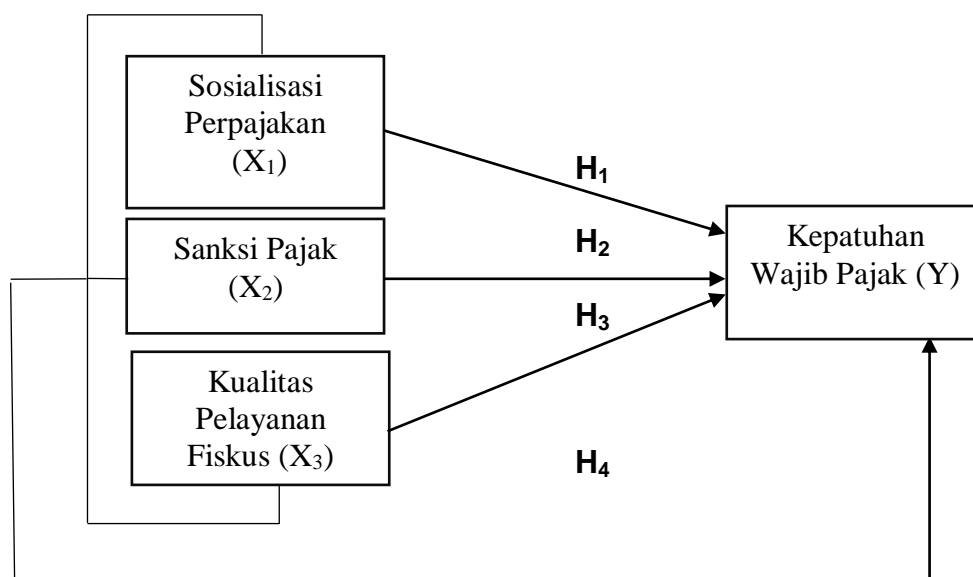 Sosialisasi
Perpajakan
(X₁)
H₁
Sanksi Pajak
(X₂)
H₂
Kepatuhan
Wajib Pajak (Y)
H₃
Kualitas
Pelayanan
Fiskus (X₃)
H₄